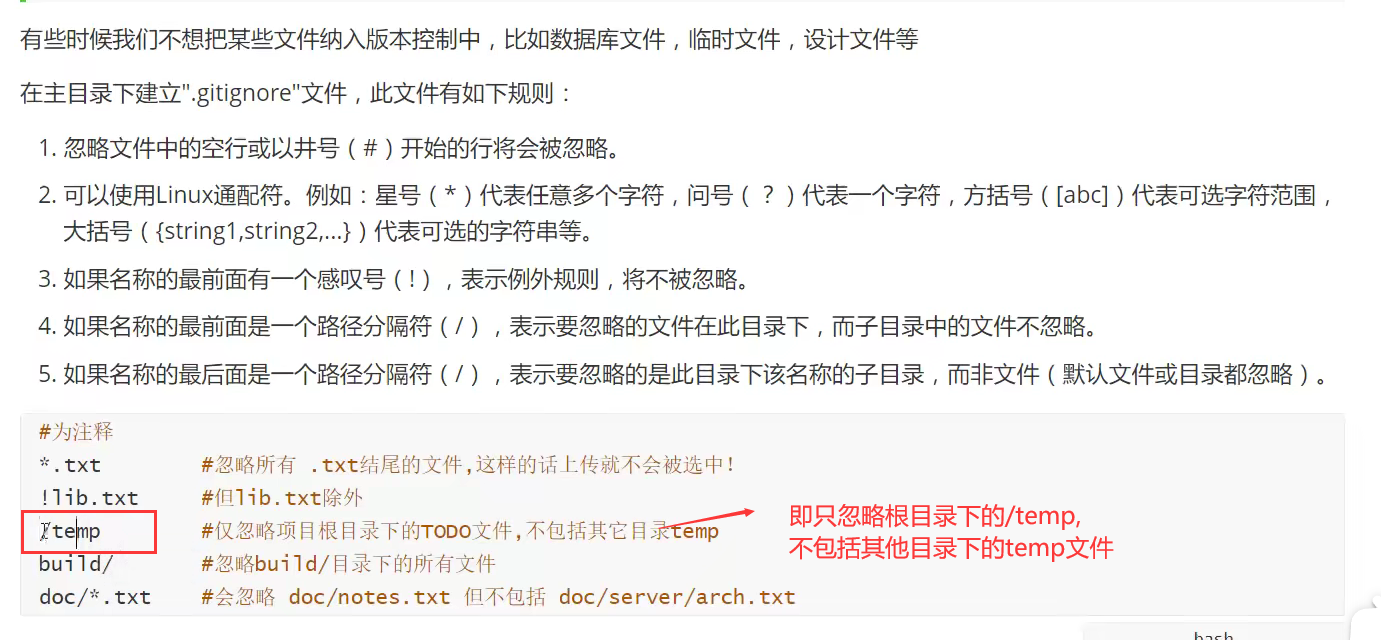 有些时候我们不想把某些文件纳入版本控制中，比如数据库文件，临时文件，设计文件等
在主目录下建立".gitignore"文件，此文件有如下规则：
1. 忽略文件中的空行或以井号（#）开始的行将会被忽略。
2. 可以使用Linux通配符。例如：星号（*）代表任意多个字符，问号（？）代表一个字符，方括号（[abc]）代表可选字符范围，
大括号（{string1,string2,...}）代表可选的字符串等。
3. 如果名称的最前面有一个感叹号（!），表示例外规则，将不被忽略。
4. 如果名称的最前面是一个路径分隔符（/），表示要忽略的文件在此目录下，而子目录中的文件不忽略。
5. 如果名称的最后面是一个路径分隔符（/），表示要忽略的是此目录下该名称的子目录，而非文件（默认文件或目录都忽略）。
#为注释
*.txt #忽略所有 .txt结尾的文件,这样的话上传就不会被选中!
!lib.txt #但lib.txt除外
/temp #仅忽略项目根目录下的TODO文件,不包括其它目录temp
即只忽略根目录下的/temp,
不包括其他目录下的temp文件
build/ #忽略build/目录下的所有文件
doc/*.txt #会忽略 doc/notes.txt 但不包括 doc/server/arch.txt
bash